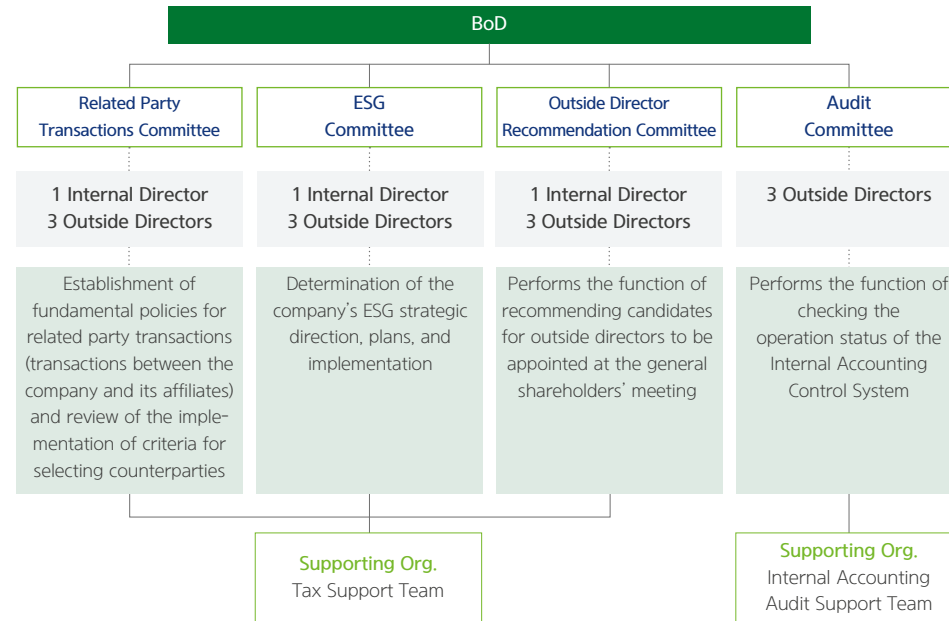 BoD
Related Party
Transactions Committee
1 Internal Director
3 Outside Directors
Establishment of
fundamental policies for
related party transactions
(transactions between the
company and its affiliates)
and review of the imple-
mentation of criteria for
selecting counterparties
ESG
Committee
1 Internal Director
3 Outside Directors
Determination of the
company's ESG strategic
direction, plans, and
implementation
Outside Director
Recommendation Committee
1 Internal Director
3 Outside Directors
Performs the function of
recommending candidates
for outside directors to be
appointed at the general
shareholders' meeting
Audit
Committee
3 Outside Directors
Performs the function of
checking the
operation status of the
Internal Accounting
Control System
Supporting Org.
Tax Support Team
Supporting Org.
Internal Accounting
Audit Support Team